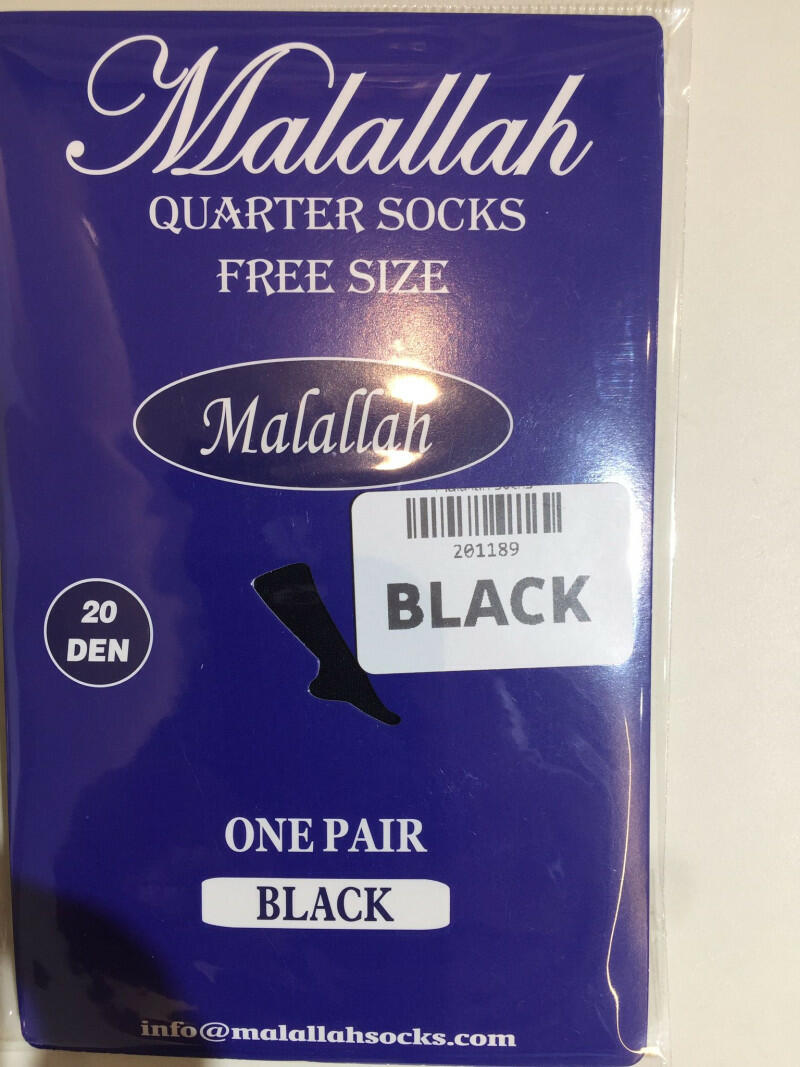 Malallah
QUARTER SOCKS
FREE SIZE
Malallah
201189
BLACK
20
DEN
ONE PAIR
BLACK
info@malallahsocks.com